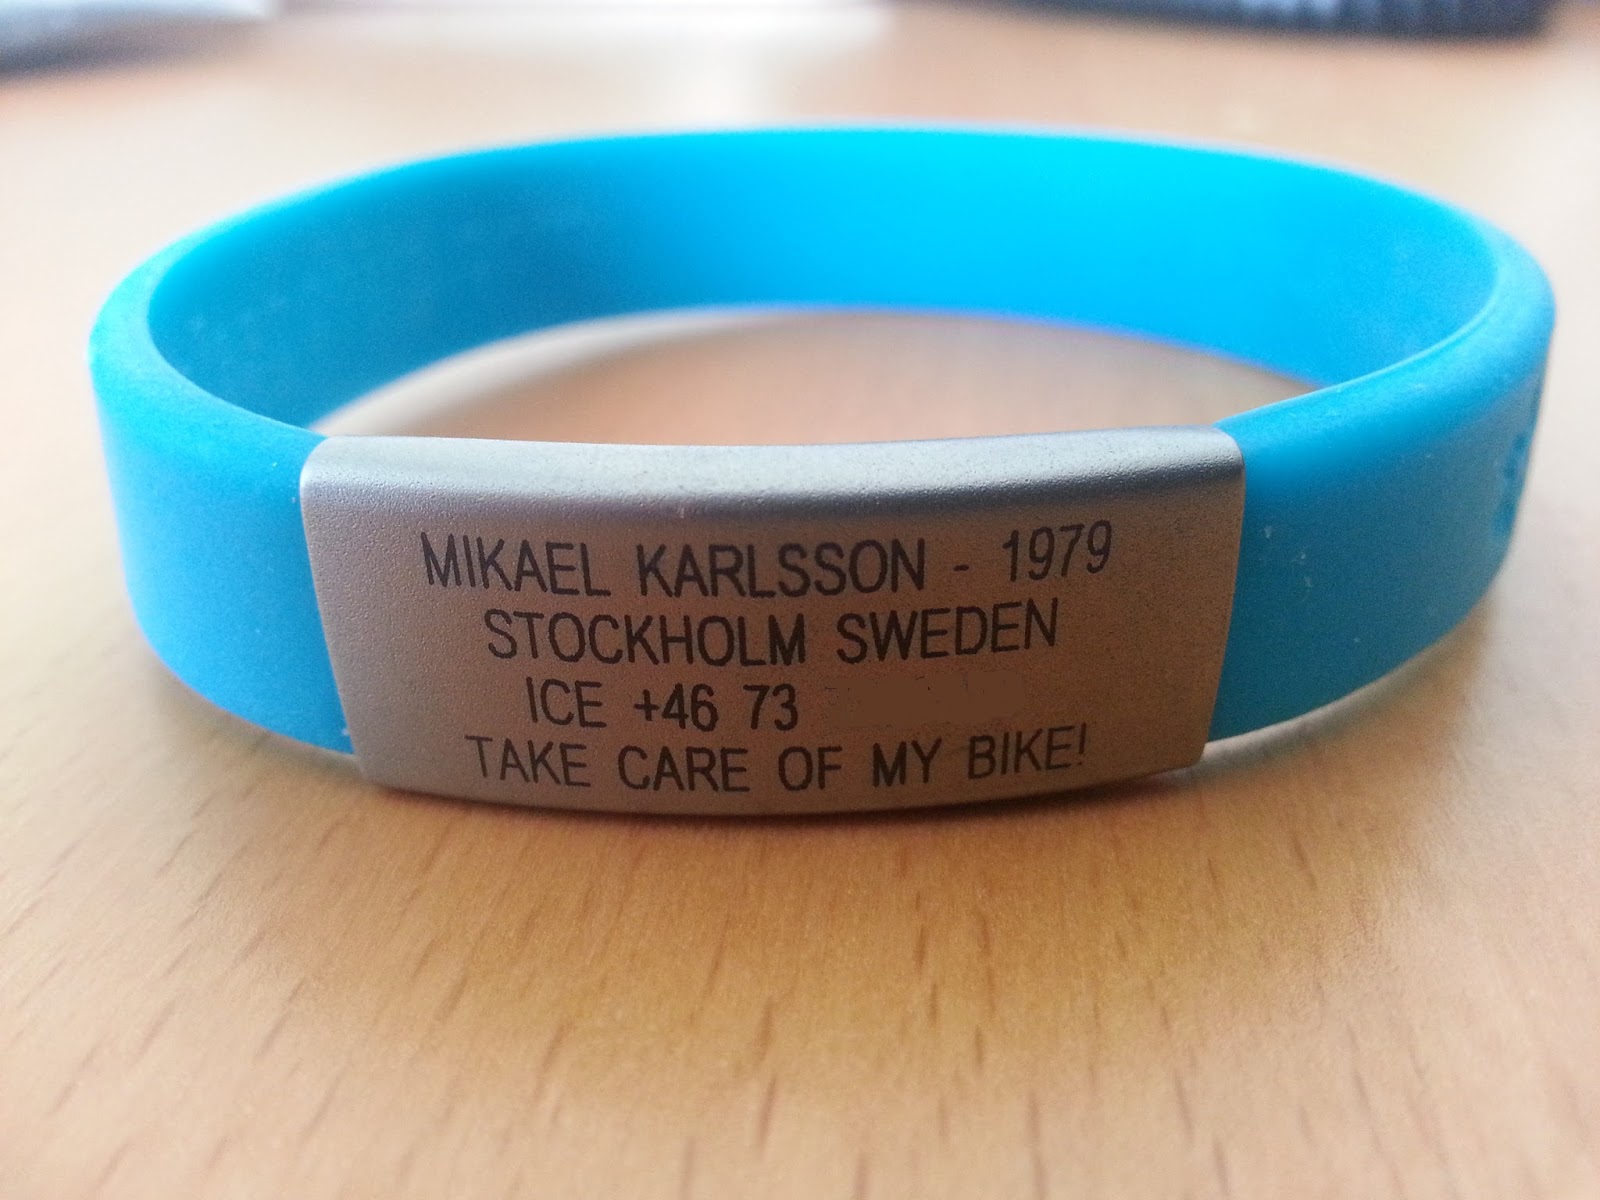 MIKAEL KARLSSON - 1979
STOCKHOLM SWEDEN
ICE +46 73
TAKE CARE OF MY BIKE!